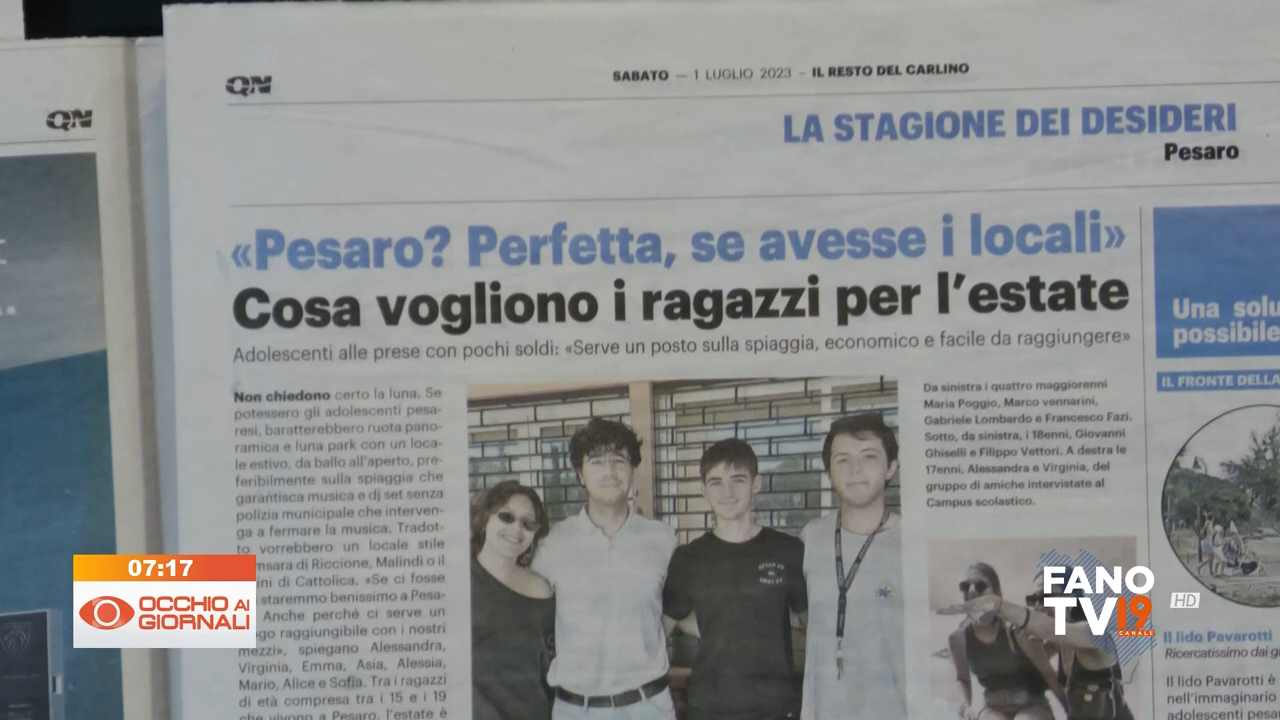 QN
QN
SABATO — 1 LUGLIO 2023 – IL RESTO DEL CARLINO
LA STAGIONE DEI DESIDERI
Pesaro
«Pesaro? Perfetta, se avesse i locali»
Cosa vogliono i ragazzi per l'estate
Adolescenti alle prese con pochi soldi: «Serve un posto sulla spiaggia, economico e facile da raggiungere»
Non chiedono certo la luna. Se
potessero gli adolescenti pesa-
resi, baratterebbero ruota pano-
ramica e luna park con un loca-
le estivo, da ballo all'aperto, pre-
feribilmente sulla spiaggia che
garantisca musica e dj set senza
polizia municipale che interven-
ga a fermare la musica. Tradot-
to vorrebbero un locale stile
msara di Riccione, Malindi o il
ini di Cattolica. «Se ci fosse
staremmo benissimo a Pesa-
Anche perché ci serve un
ogo raggiungibile con i nostri
mezzi», spiegano Alessandra,
Virginia, Emma, Asia, Alessia,
Mario, Alice e Sofia. Tra i ragazzi
di età compresa tra i 15 e i 19
che vivono a Pesaro, l'estate è
Da sinistra i quattro maggiorenni
Maria Poggio, Marco vennarini,
Gabriele Lombardo e Francesco Fazi.
Sotto, da sinistra, i 16enni, Giovanni
Ghiselli e Filippo Vettori. A destra le
17enni, Alessandra e Virginia, del
gruppo di amiche intervistate al
Campus scolastico.
Una solu
possibile
IL FRONTE DELLA
Il lido Pavarotti
Ricercatissimo dai g
Il lido Pavarotti è
nell'immaginario
adolescenti pesar
07:17
OCCHIO AI
GIORNALI
FANO
TV19
CANALE
HD